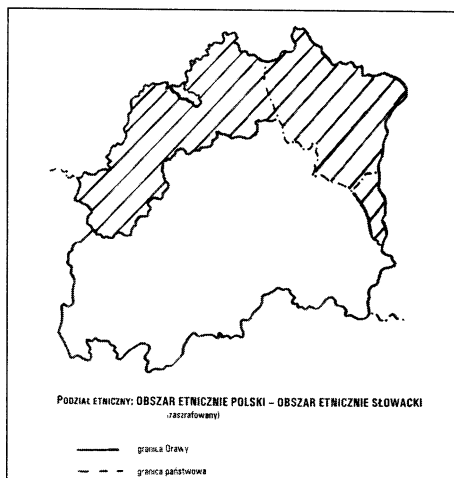 PODZIAŁ ETNICZNY: OBSZAR ETNICZNIE POLSKI – OBSZAR ETNICZNIE SŁOWACKI
(zaszrafowany)
granica Orawy
granica państwowa